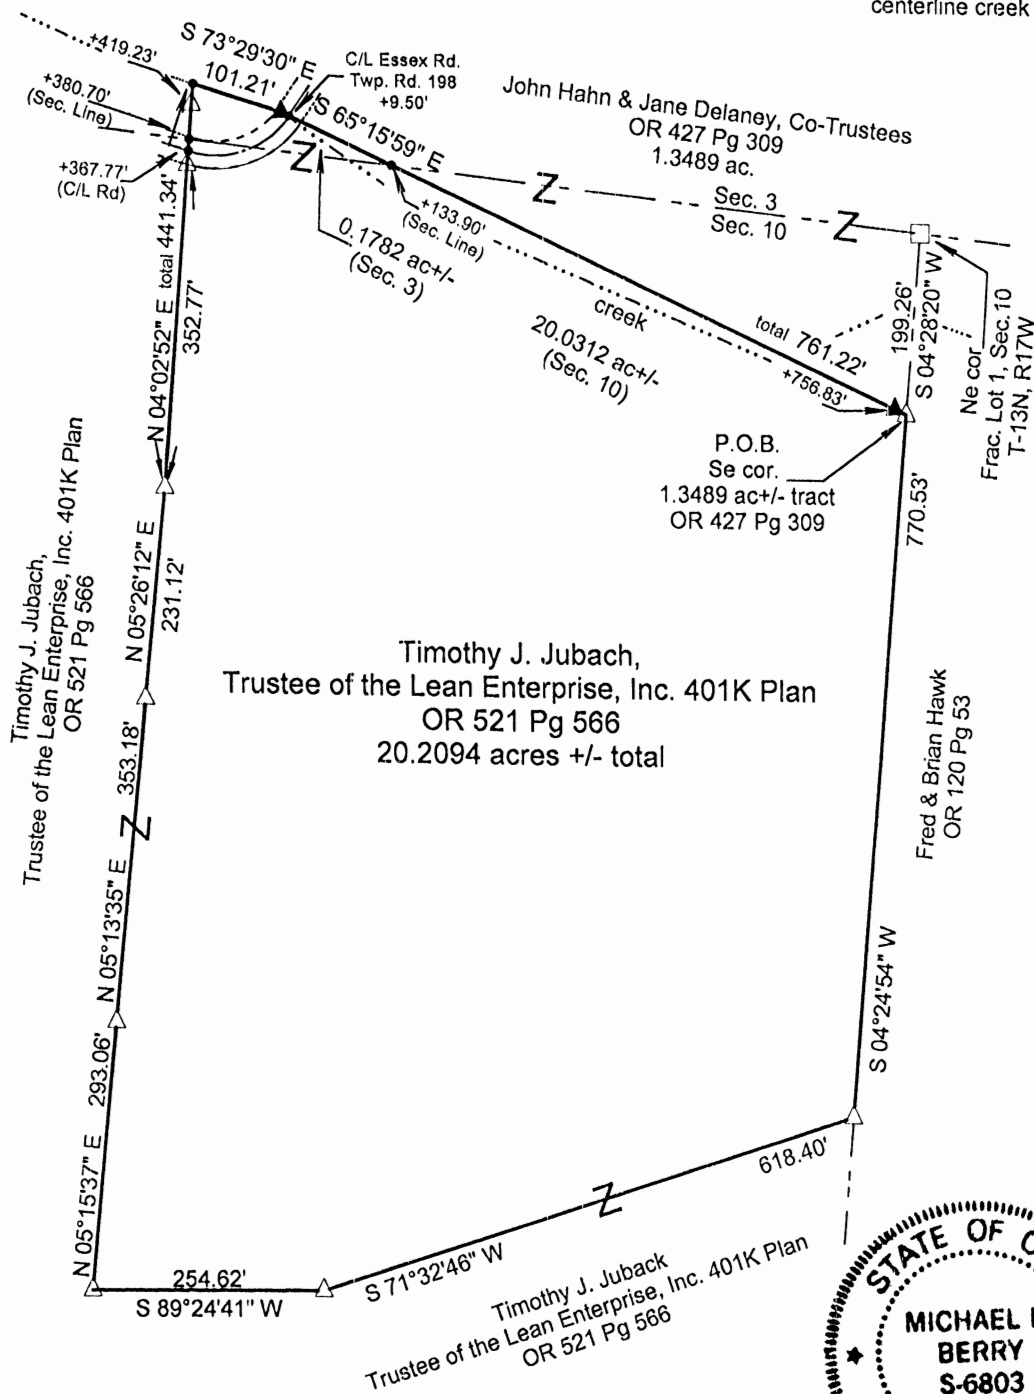 centerline creek
+419.23'
S 73°29'30" E
101.21'
C/L Essex Rd.
Twp. Rd. 198
+9.50'
+380.70'
(Sec. Line)
S 65°15'59" E
John Hahn & Jane Delaney, Co-Trustees
OR 427 Pg 309
1.3489 ac.
+367.77'
(C/L Rd)
Sec. 3
Sec. 10
+133.90'
(Sec. Line)
0.1782 ac+/-
(Sec. 3)
N 04°02'52" E total 441.34'
352.77'
creek
20.0312 ac+/-
(Sec. 10)
total 761.22'
+756.83'
199.26'
S 04°28'20" W
Ne cor
Frac. Lot 1, Sec.10
T-13N, R17W
P.O.B.
Se cor.
1.3489 ac+/- tract
OR 427 Pg 309
770.53'
S 04°24'54" W
N 05°26'12" E
231.12'
Timothy J. Jubach,
Trustee of the Lean Enterprise, Inc. 401K Plan
OR 521 Pg 566
Timothy J. Jubach,
Trustee of the Lean Enterprise, Inc. 401K Plan
OR 521 Pg 566
20.2094 acres +/- total
Fred & Brian Hawk
OR 120 Pg 53
N 05°13'35" E 353.18'
N 05°15'37" E 293.06'
254.62'
S 89°24'41" W
S 71°32'46" W
618.40'
Timothy J. Juback
Trustee of the Lean Enterprise, Inc. 401K Plan
OR 521 Pg 566
STATE OF
MICHAEL
BERRY
S-6803